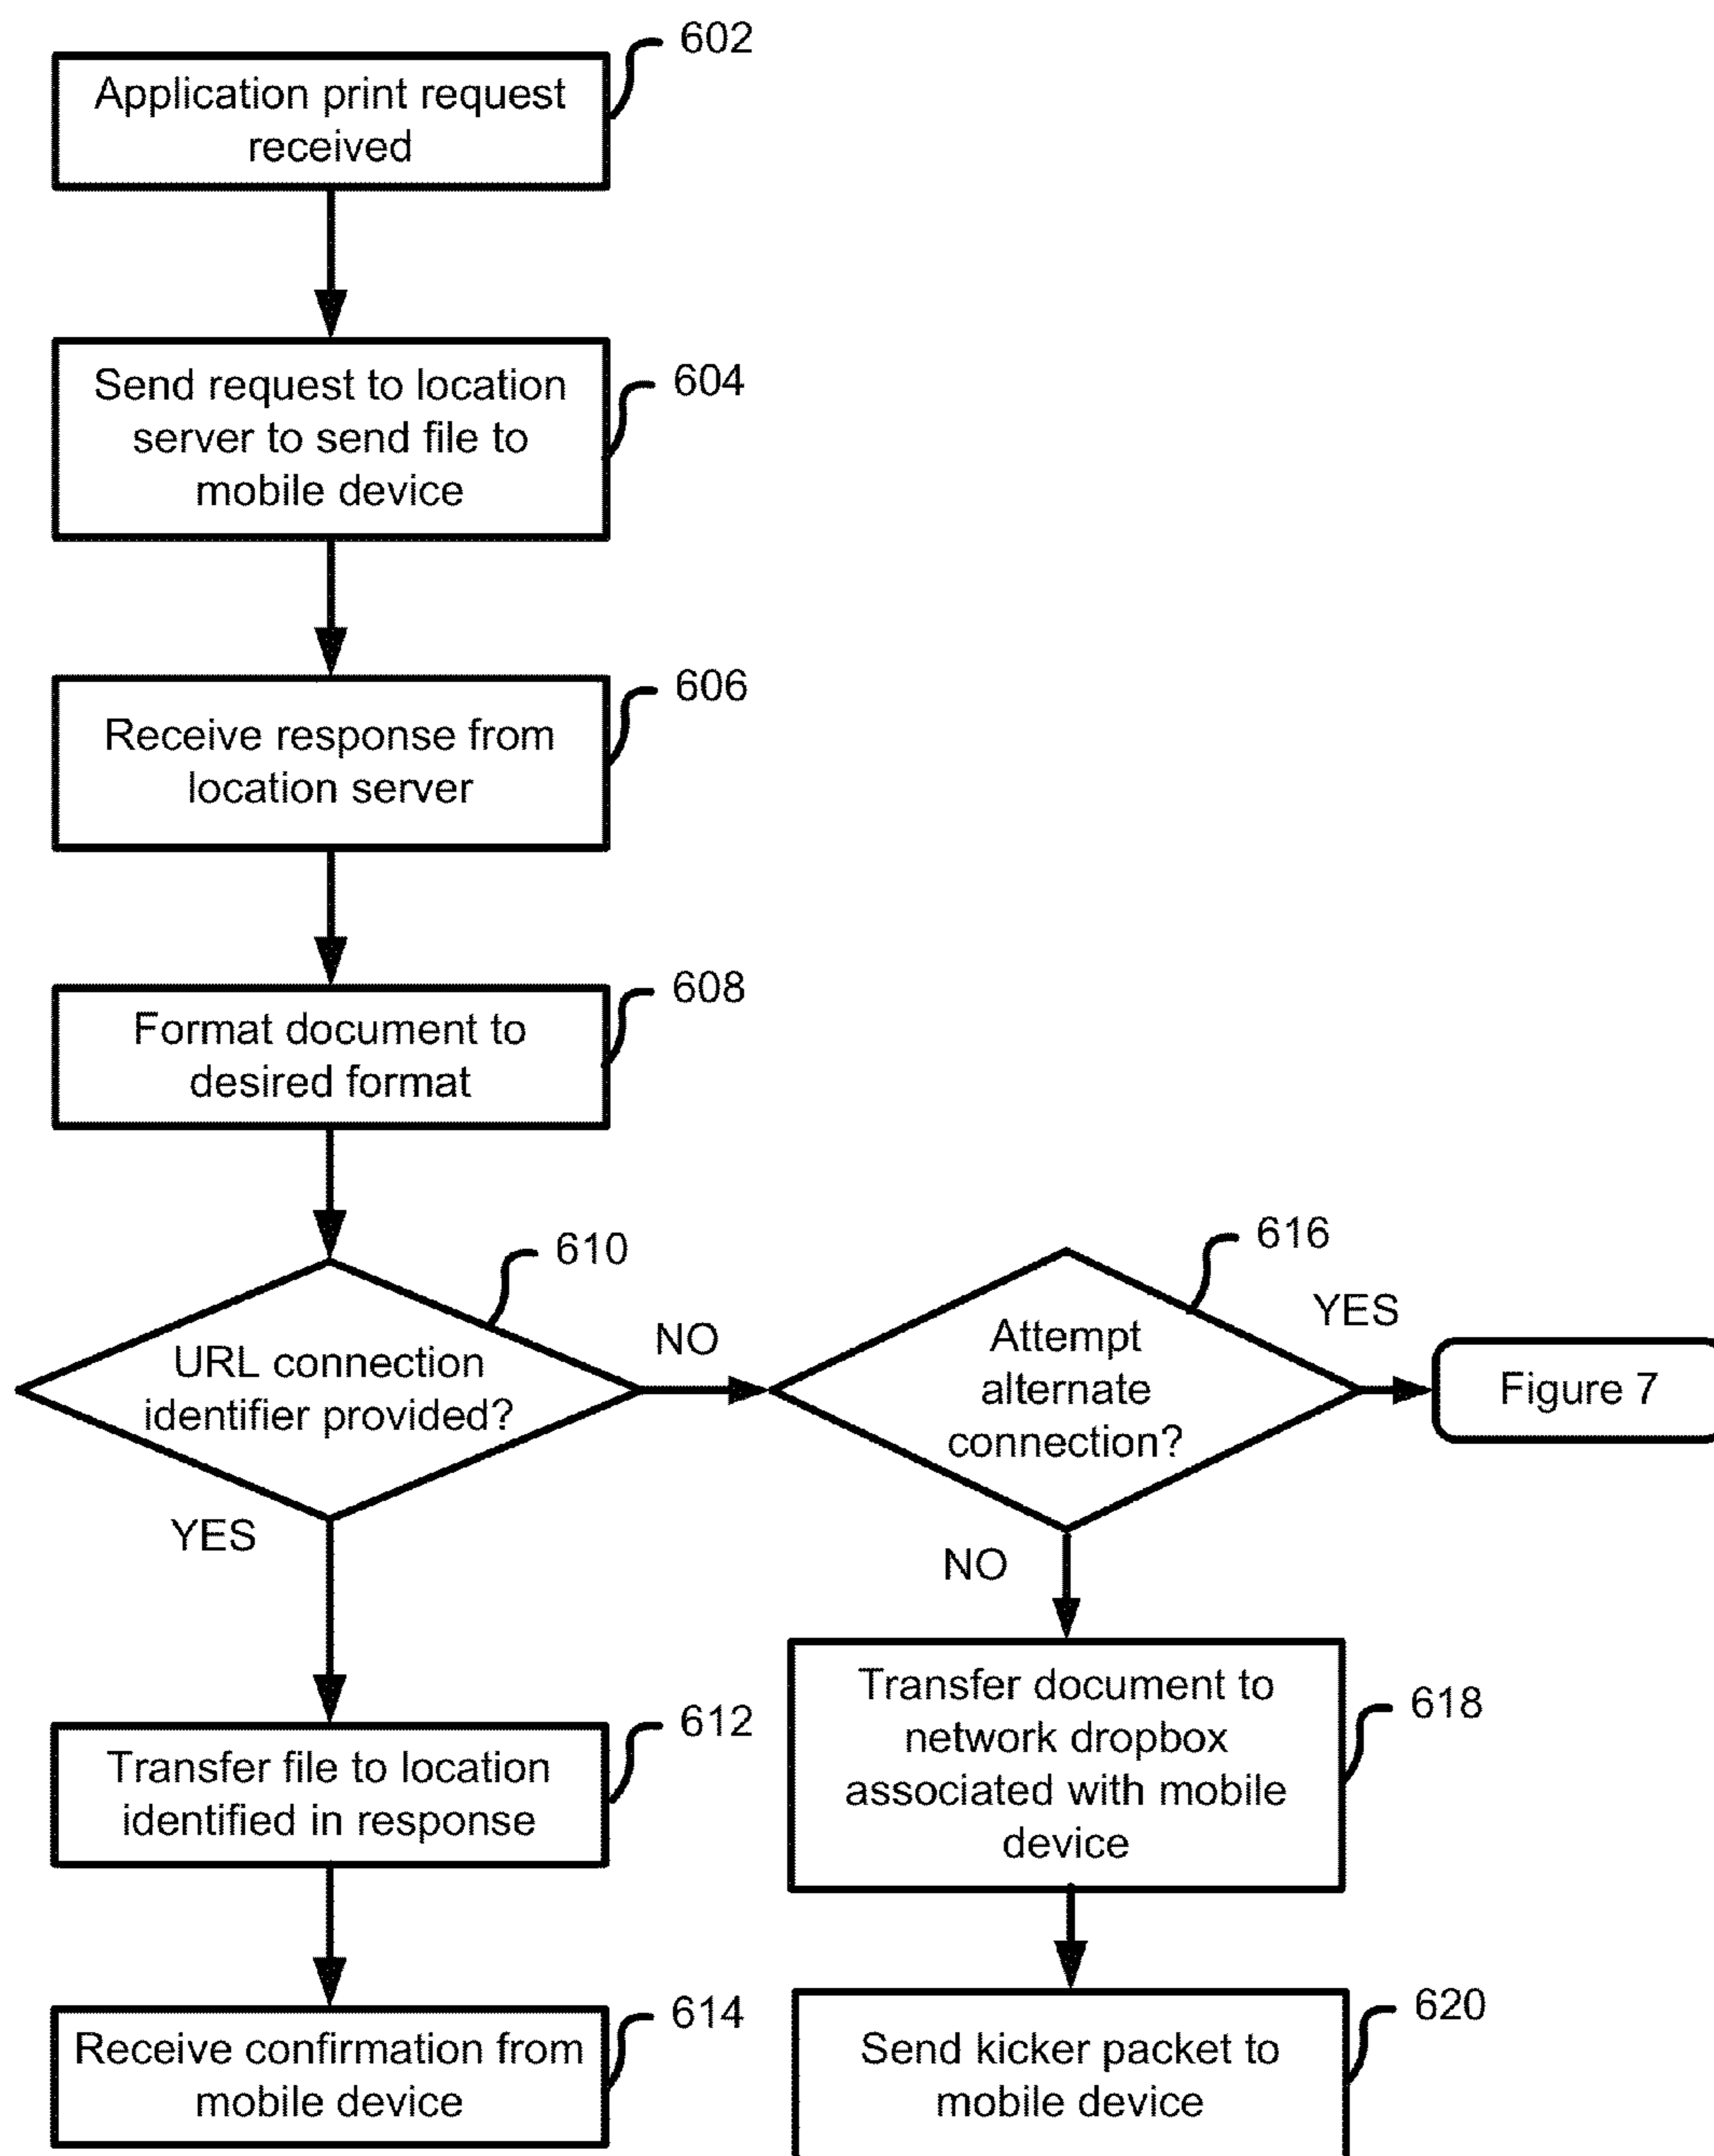 602
Application print request
received
604
Send request to location
server to send file to
mobile device
606
Receive response from
location server
608
Format document to
desired format
610
URL connection
identifier provided?
NO
YES
616
Attempt
alternate
connection?
YES
Figure 7
NO
612
Transfer file to location
identified in response
618
Transfer document to
network dropbox
associated with mobile
device
614
Receive confirmation from
mobile device
620
Send kicker packet to
mobile device